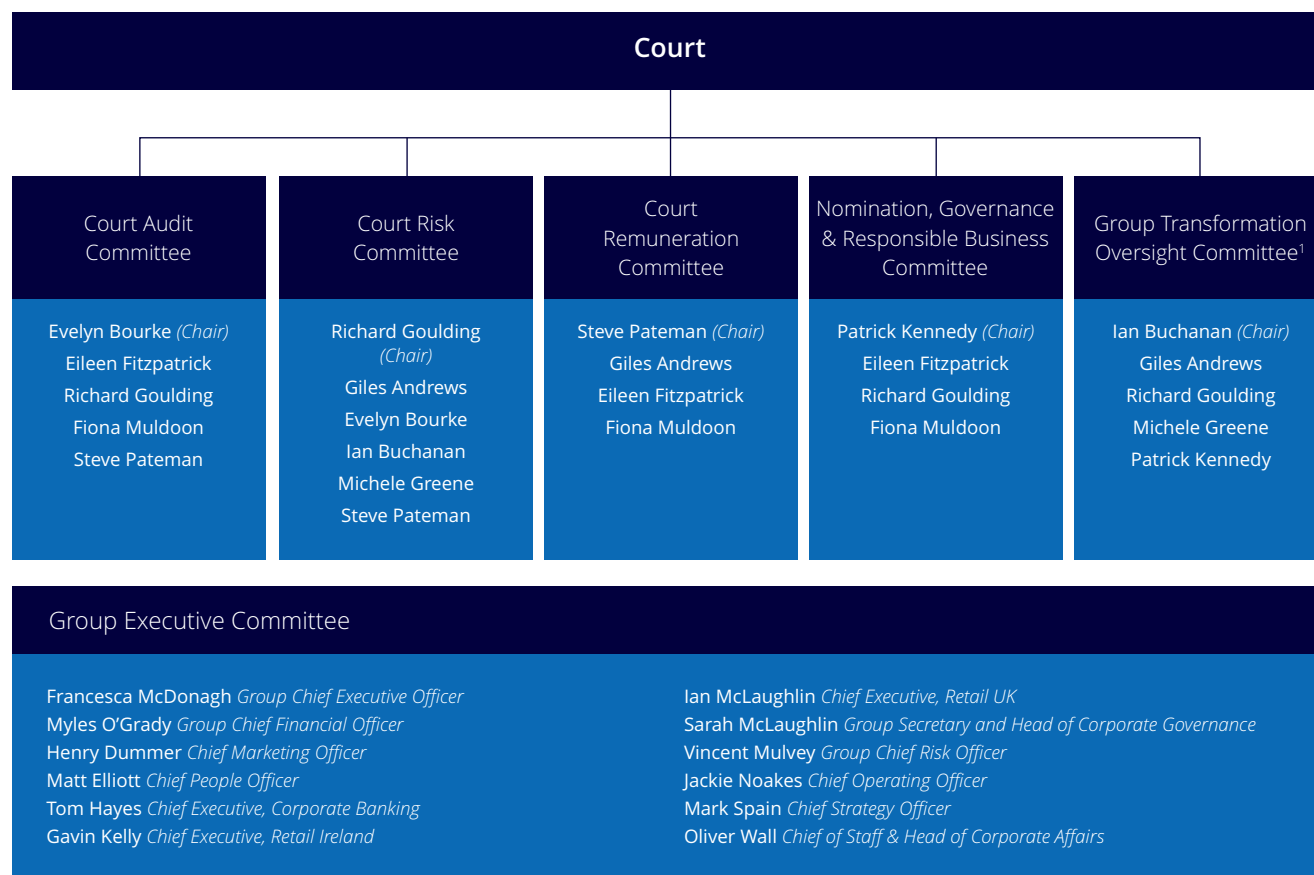 Court
Court Audit
Committee
Evelyn Bourke (Chair)
Eileen Fitzpatrick
Richard Goulding
Fiona Muldoon
Steve Pateman
Court Risk
Committee
Richard Goulding
(Chair)
Giles Andrews
Evelyn Bourke
Ian Buchanan
Michele Greene
Steve Pateman
Court
Remuneration
Committee
Steve Pateman (Chair)
Giles Andrews
Eileen Fitzpatrick
Fiona Muldoon
Nomination, Governance
& Responsible Business
Committee
Patrick Kennedy (Chair)
Eileen Fitzpatrick
Richard Goulding
Fiona Muldoon
Group Transformation
Oversight Committee¹
Ian Buchanan (Chair)
Giles Andrews
Richard Goulding
Michele Greene
Patrick Kennedy
Group Executive Committee
Francesca McDonagh Group Chief Executive Officer
Myles O’Grady Group Chief Financial Officer
Henry Dummer Chief Marketing Officer
Matt Elliott Chief People Officer
Tom Hayes Chief Executive, Corporate Banking
Gavin Kelly Chief Executive, Retail Ireland
Ian McLaughlin Chief Executive, Retail UK
Sarah McLaughlin Group Secretary and Head of Corporate Governance
Vincent Mulvey Group Chief Risk Officer
Jackie Noakes Chief Operating Officer
Mark Spain Chief Strategy Officer
Oliver Wall Chief of Staff & Head of Corporate Affairs